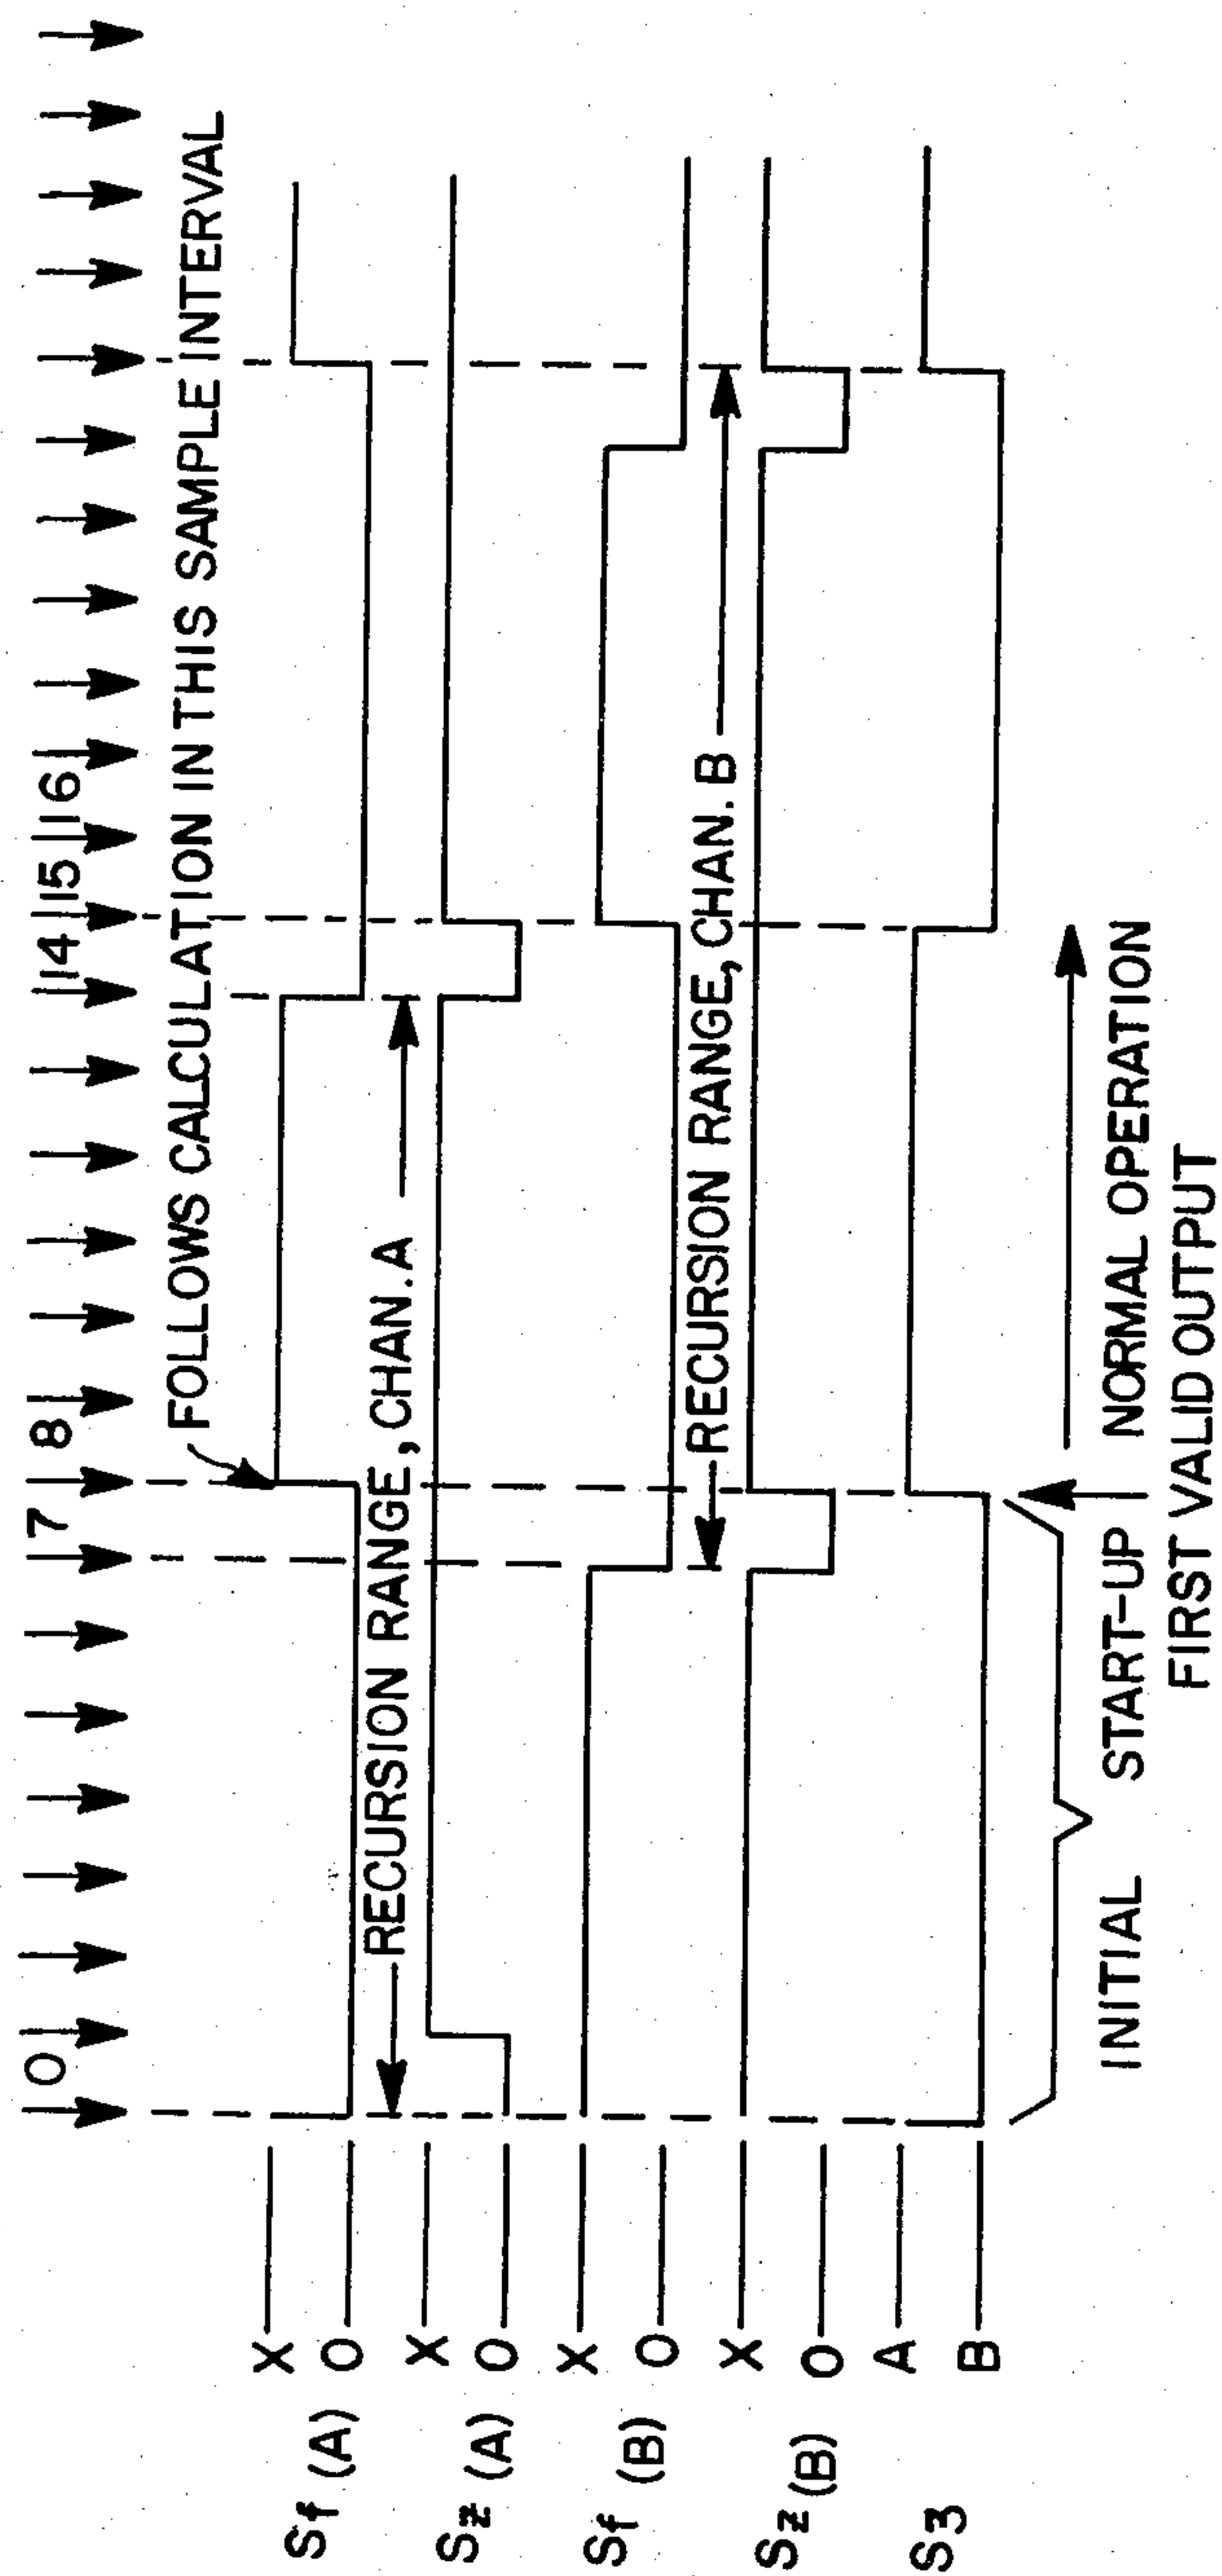 0 7 8 14 15 16
FOLLOWS CALCULATION IN THIS SAMPLE INTERVAL
X
Sf (A)
O
RECURSION RANGE, CHAN. A
X
Sz (A)
O
X
Sf (B)
O
RECURSION RANGE, CHAN. B
X
Sz (B)
O
A
S3
B
INITIAL START-UP NORMAL OPERATION
FIRST VALID OUTPUT